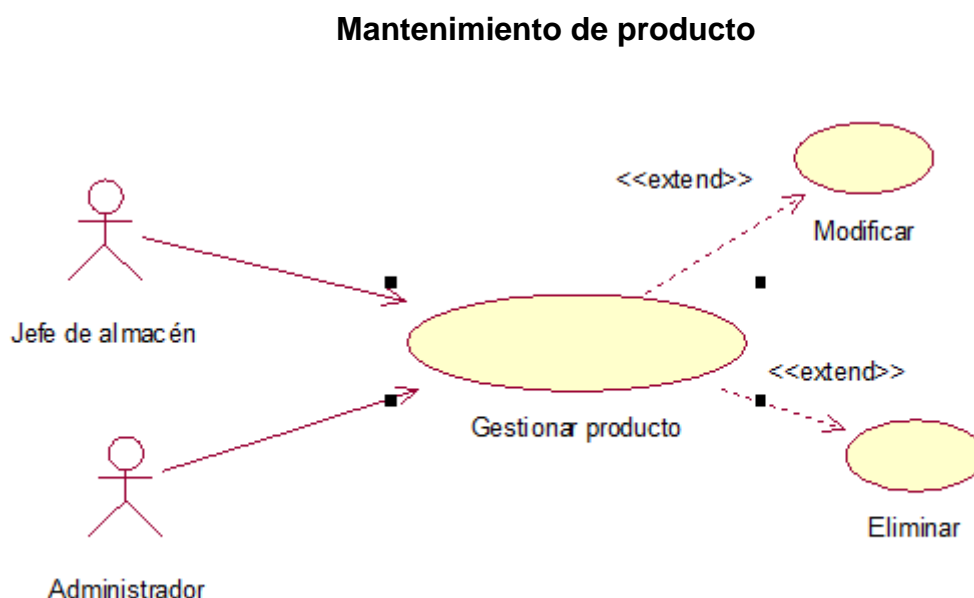 Mantenimiento de producto
<<extend>>
Modificar
Jefe de almacén
<<extend>>
Gestionar producto
Eliminar
Administrador